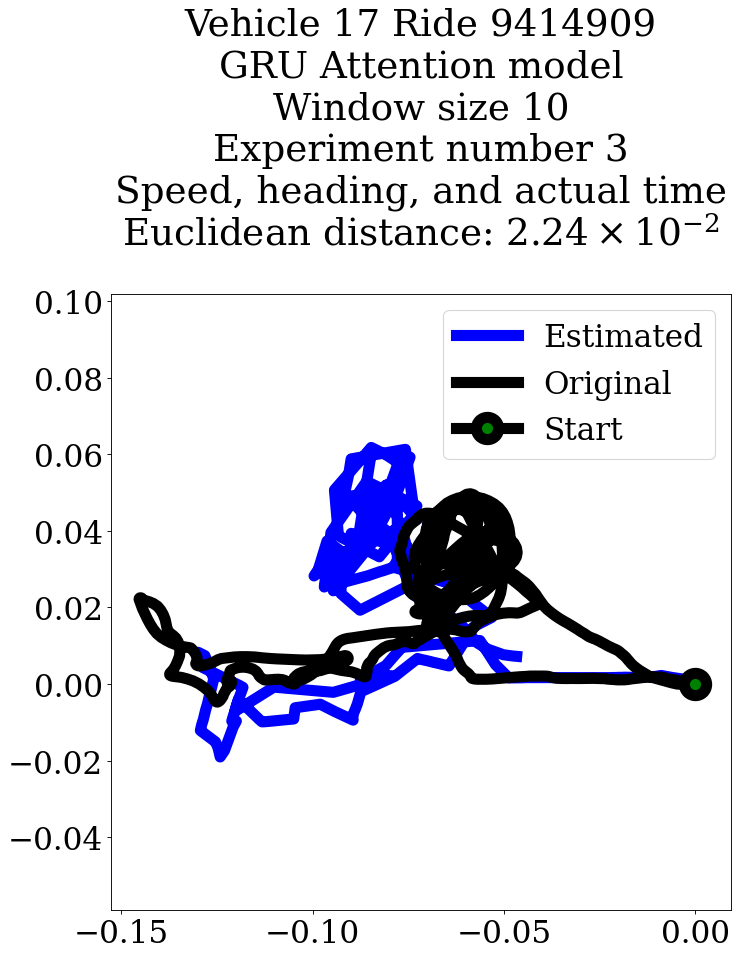 Vehicle 17 Ride 9414909
GRU Attention model
Window size 10
Experiment number 3
Speed, heading, and actual time
Euclidean distance: 2.24 × 10⁻²
Estimated
Original
Start
0.10
0.08
0.06
0.04
0.02
0.00
−0.02
−0.04
−0.15 −0.10 −0.05 0.00